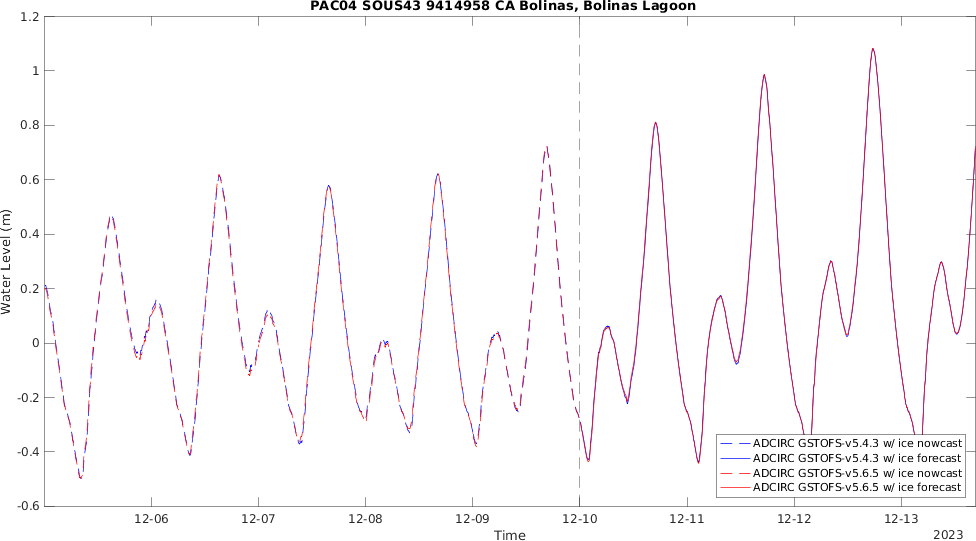 PAC04 SOUS43 9414958 CA Bolinas, Bolinas Lagoon
1.2
1
0.8
0.6
0.4
0.2
0
-0.2
-0.4
-0.6
Water Level (m)
12-06 12-07 12-08 12-09 12-10 12-11 12-12 12-13
Time
2023
ADCIRC GSTOFS-v5.4.3 w/ ice nowcast
ADCIRC GSTOFS-v5.4.3 w/ ice forecast
ADCIRC GSTOFS-v5.6.5 w/ ice nowcast
ADCIRC GSTOFS-v5.6.5 w/ ice forecast